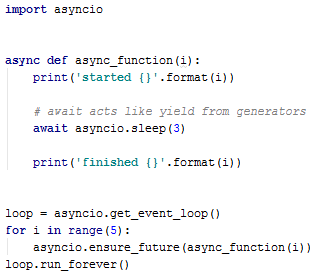 import asyncio
async def async_function(i):
    print('started {}'.format(i))
    # await acts like yield from generators
    await asyncio.sleep(3)
    print('finished {}'.format(i))
loop = asyncio.get_event_loop()
for i in range(5):
    asyncio.ensure_future(async_function(i))
loop.run_forever()